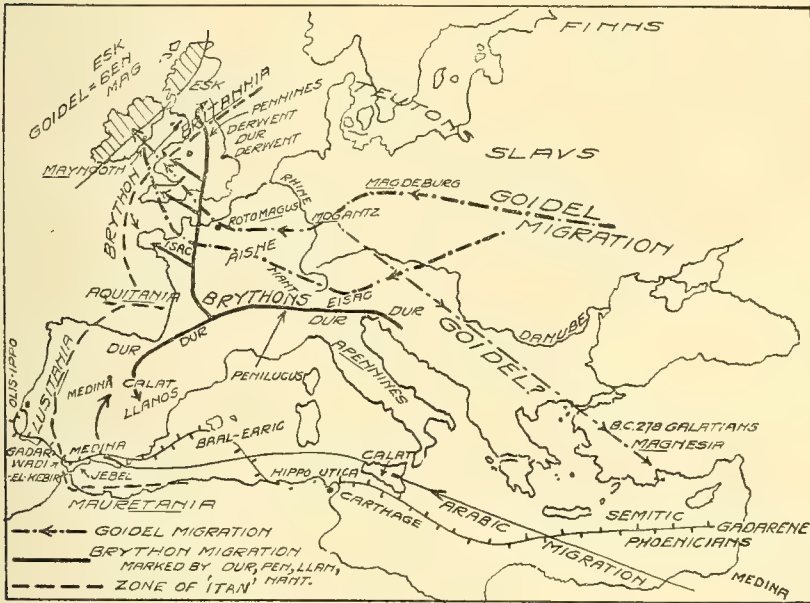 FINNS
ESK
GOIDEL = BEN
MAG
ESK
BRITANNIA
PENNINES
DERWENT
DUR
DERWENT
TEUTONS
SLAVS
MAYNOOTH
BRYTHON
RHINE
MAGDEBURG
ROTOMAGUS
MOGANTZ
GOIDEL
MIGRATION
ISAC
AISNE
NANT
EISAC
AQUITANIA
BRYTHONS
DUR
DUR
DUR
DUR
DANUBE
GOIDEL?
OLIS-IPPO
LUSITANIA
MEDINA
CALAT
LLANOS
PENILUCUS
APENNINES
B.C. 278 GALATIANS
MAGNESIA
GADAR
WADI
-EL-KEBIR
MEDINA
JEBEL
BAAL-EARIC
HIPPO UTICA
CALAT
CARTHAGE
ARABIC
MIGRATION
SEMITIC
GADARENE
PHOENICIANS
MEDINA
MAURETANIA
GOIDEL MIGRATION
BRYTHON MIGRATION
MARKED BY DUR, PEN, LLAN,
NANT.
ZONE OF 'ITAN'